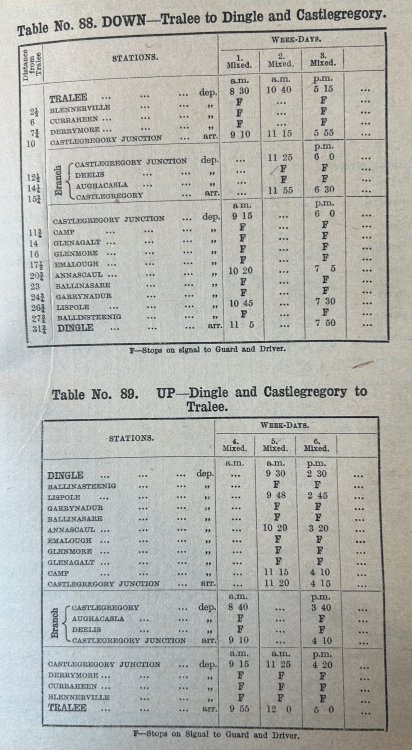 Table No. 88. DOWN—Tralee to Dingle and Castlegregory.
Distance from Tralee
STATIONS.
WEEK-DAYS.
1. Mixed. 2. Mixed. 3. Mixed.
a.m. a.m. p.m.
TRALEE ... ... ... dep. 8 30 10 40 5 15 ...
2¼ BLENNERVILLE ... ... „ F ... F ...
6 CURRAHEEN ... ... ... „ F ... F ...
7¾ DERRYMORE ... ... ... „ F ... F ...
10 CASTLEGREGORY JUNCTION ... arr. 9 10 11 15 5 55 ...
p.m.
Branch
CASTLEGREGORY JUNCTION dep. ... 11 25 6 0 ...
12½ DEELIS ... ... „ ... F F ...
14¼ AUGHACASLA ... ... „ ... F F ...
15¾ CASTLEGREGORY ... arr. ... 11 55 6 30 ...
a.m. p.m.
CASTLEGREGORY JUNCTION dep. 9 15 ... 6 0 ...
11¾ CAMP ... ... ... „ F ... F ...
14 GLENAGALT ... ... ... „ F ... F ...
16 GLENMORE ... ... ... „ F ... F ...
17¾ EMALOUGH ... ... ... „ F ... F ...
20¾ ANNASCAUL ... ... ... „ 10 20 ... 7 5 ...
23 BALLINASARE ... ... „ F ... F ...
24¾ GARRYNADUR ... ... „ F ... F ...
26¾ LISPOLE ... ... ... „ 10 45 ... 7 30 ...
27¾ BALLINSTEENIG ... ... „ F ... F ...
31¾ DINGLE ... ... ... arr. 11 5 ... 7 50 ...
F—Stops on signal to Guard and Driver.
Table No. 89. UP—Dingle and Castlegregory to
Tralee.
STATIONS.
WEEK-DAYS.
4. Mixed. 5. Mixed. 6. Mixed.
a.m. a.m. p.m.
DINGLE ... ... ... dep. ... 9 30 2 30 ...
BALLINASTEENIG ... ... „ ... F F ...
LISPOLE ... ... ... „ ... 9 48 2 45 ...
GARRYNADUR ... ... „ ... F F ...
BALLINASARE ... ... „ ... F F ...
ANNASCAUL ... ... ... „ ... 10 20 3 20 ...
EMALOUGH ... ... ... „ ... F F ...
GLENMORE ... ... ... „ ... F F ...
GLENAGALT ... ... ... „ ... F F ...
CAMP ... ... ... „ ... 11 15 4 10 ...
CASTLEGREGORY JUNCTION ... arr. ... 11 20 4 15 ...
a.m. p.m.
Branch
CASTLEGREGORY ... dep. 8 40 ... 3 40 ...
AUGHACASLA ... ... „ F ... F ...
DEELIS ... ... „ F ... F ...
CASTLEGREGORY JUNCTION arr. 9 10 ... 4 10 ...
a.m. a.m. p.m.
CASTLEGREGORY JUNCTION ... dep. 9 15 11 25 4 20 ...
DERRYMORE ... ... ... „ F F F ...
CURRAHEEN ... ... ... „ F F F ...
BLENNERVILLE ... ... „ F F F ...
TRALEE ... ... ... arr. 9 55 12 0 5 0 ...
F—Stops on Signal to Guard and Driver.